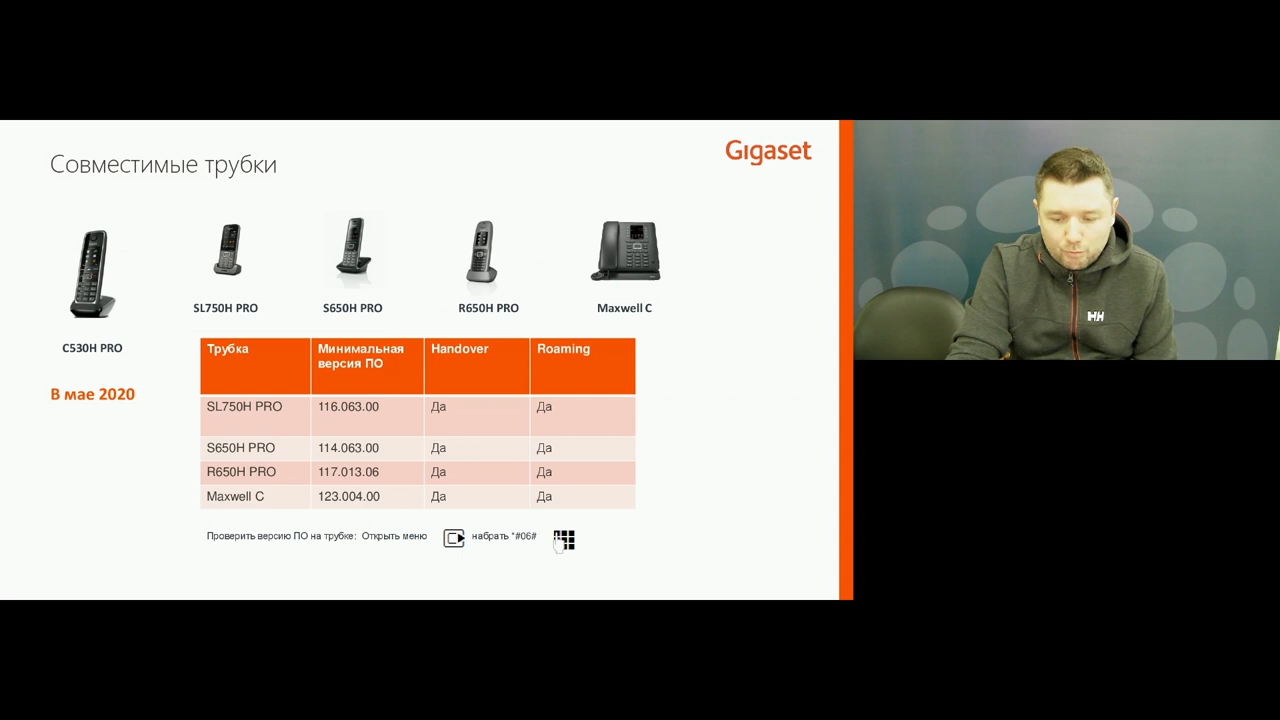 Совместимые трубки
Gigaset
SL750H PRO
S650H PRO
R650H PRO
Maxwell C
C530H PRO
В мае 2020
Трубка Минимальная версия ПО Handover Roaming
SL750H PRO 116.063.00 Да Да
S650H PRO 114.063.00 Да Да
R650H PRO 117.013.06 Да Да
Maxwell C 123.004.00 Да Да
Проверить версию ПО на трубке: Открыть меню набрать *#06#
HH